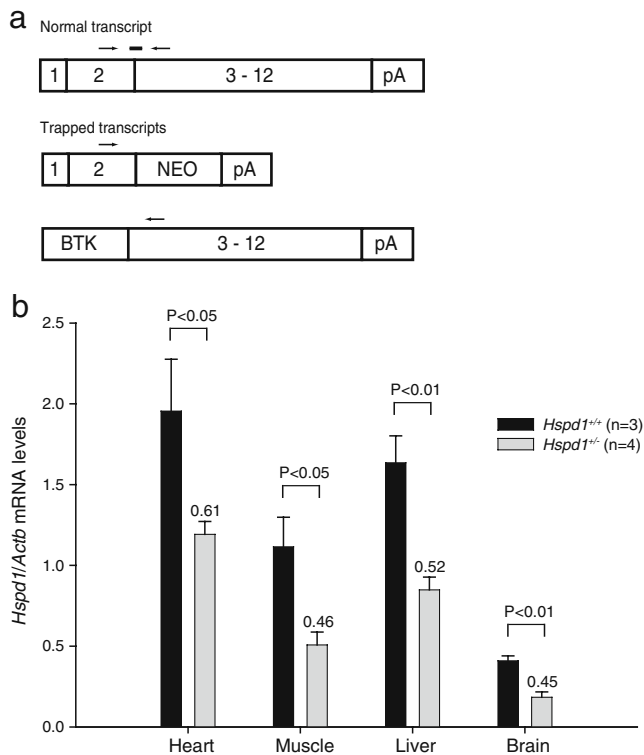 a
Normal transcript
1 2 3 - 12 pA
Trapped transcripts
1 2 NEO pA
BTK 3 - 12 pA
b
Hspd1/Actb mRNA levels
2.5
2.0
1.5
1.0
0.5
0.0
P<0.05
0.61
P<0.05
0.46
P<0.01
0.52
P<0.01
0.45
Hspd1+/+ (n=3)
Hspd1+/- (n=4)
Heart Muscle Liver Brain